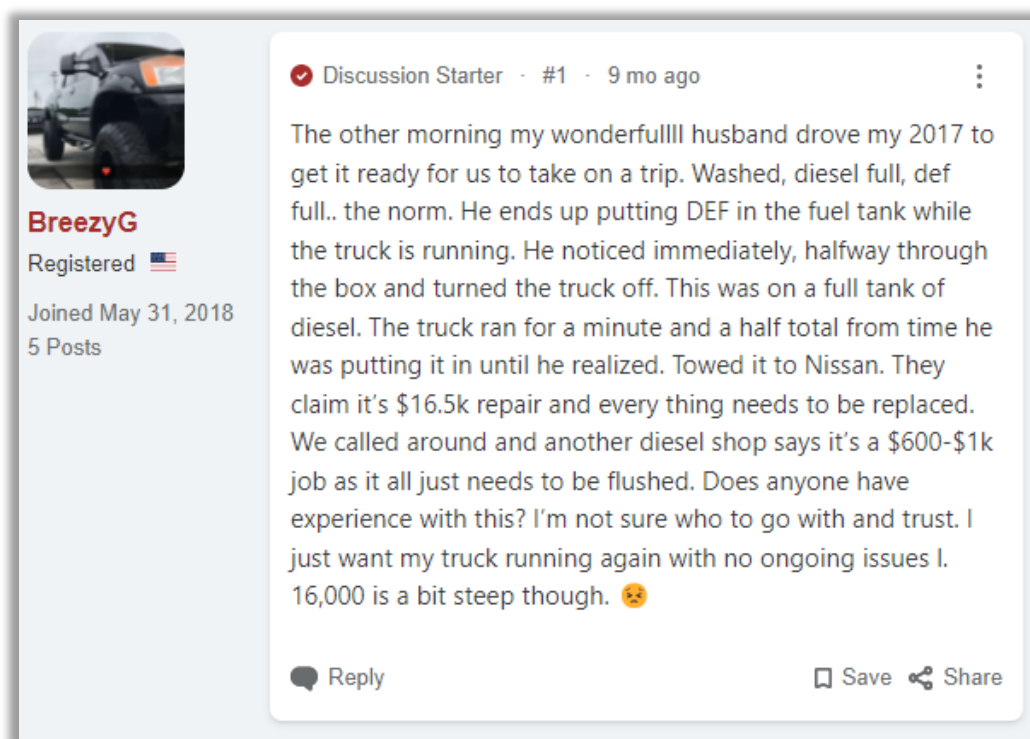 Discussion Starter · #1 · 9 mo ago
The other morning my wonderfullll husband drove my 2017 to
get it ready for us to take on a trip. Washed, diesel full, def
full.. the norm. He ends up putting DEF in the fuel tank while
the truck is running. He noticed immediately, halfway through
the box and turned the truck off. This was on a full tank of
diesel. The truck ran for a minute and a half total from time he
was putting it in until he realized. Towed it to Nissan. They
claim it's $16.5k repair and every thing needs to be replaced.
We called around and another diesel shop says it's a $600-$1k
job as it all just needs to be flushed. Does anyone have
experience with this? I'm not sure who to go with and trust. I
just want my truck running again with no ongoing issues I.
16,000 is a bit steep though. 😣
BreezyG
Registered 🇺🇸
Joined May 31, 2018
5 Posts
Reply
Save
Share